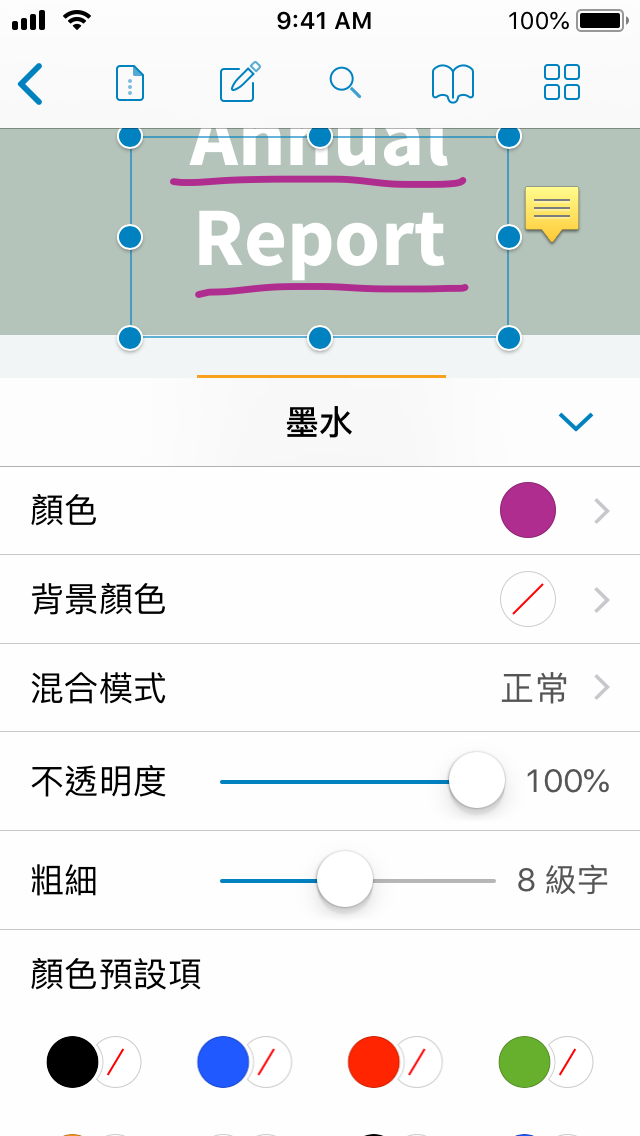 9:41 AM
100%
Annual
Report
墨水
顏色
背景顏色
混合模式
正常
不透明度
100%
粗細
8 級字
顏色預設項